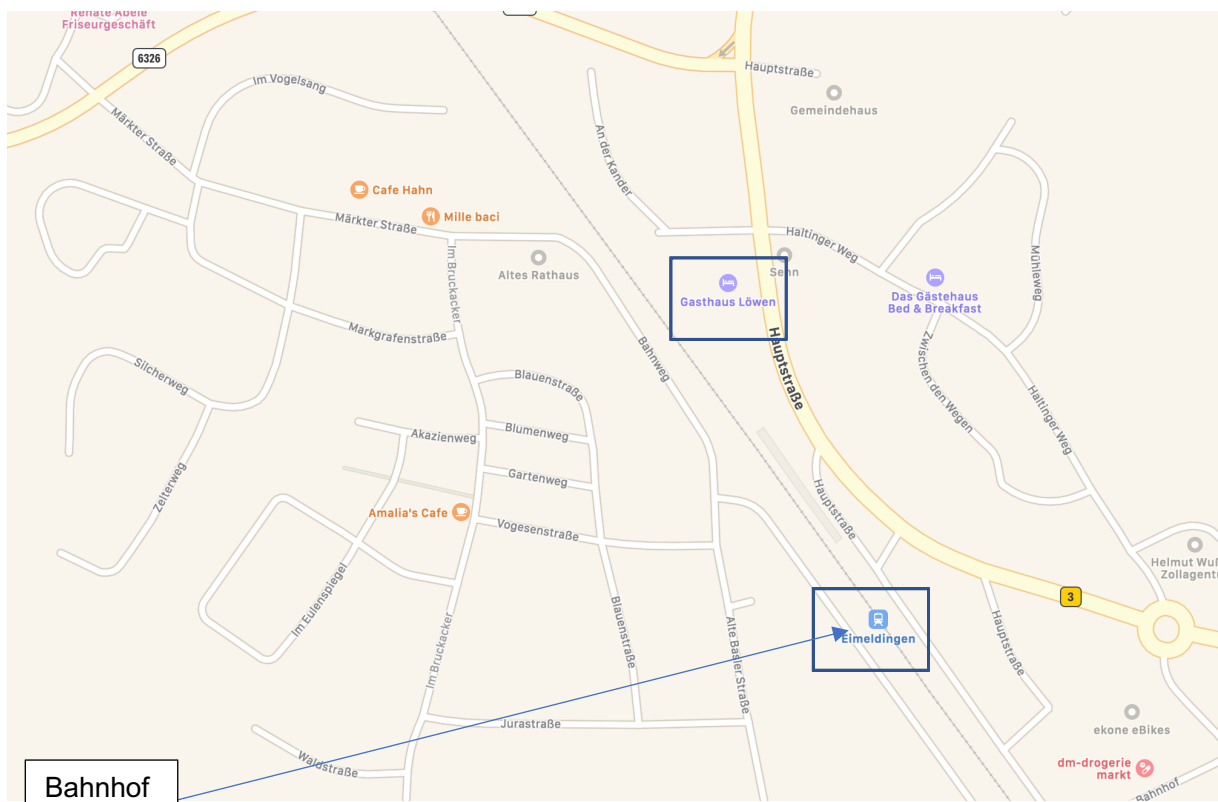 Renate Abele
Friseurgeschäft
6326
Im Vogelsang
Hauptstraße
Gemeindehaus
Märkter Straße
An der Kander
Cafe Hahn
Mille baci
Märkter Straße
Im Bruckacker
Altes Rathaus
Haltinger Weg
Sehn
Mühleweg
Gasthaus Löwen
Das Gästehaus
Bed & Breakfast
Markgrafenstraße
Bahnweg
Hauptstraße
Zwischen den Wegen
Silcherweg
Blauenstraße
Haltinger Weg
Akazienweg
Blumenweg
Zelterweg
Gartenweg
Hauptstraße
Amalia's Cafe
Vogesenstraße
Helmut Wuß
Zollagentu
Im Eulenspiegel
3
Blauenstraße
Alte Basler Straße
Eimeldingen
Hauptstraße
Im Bruckacker
Jurastraße
ekone eBikes
Waldstraße
dm-drogerie
markt
Bahnhof
Bahnhof